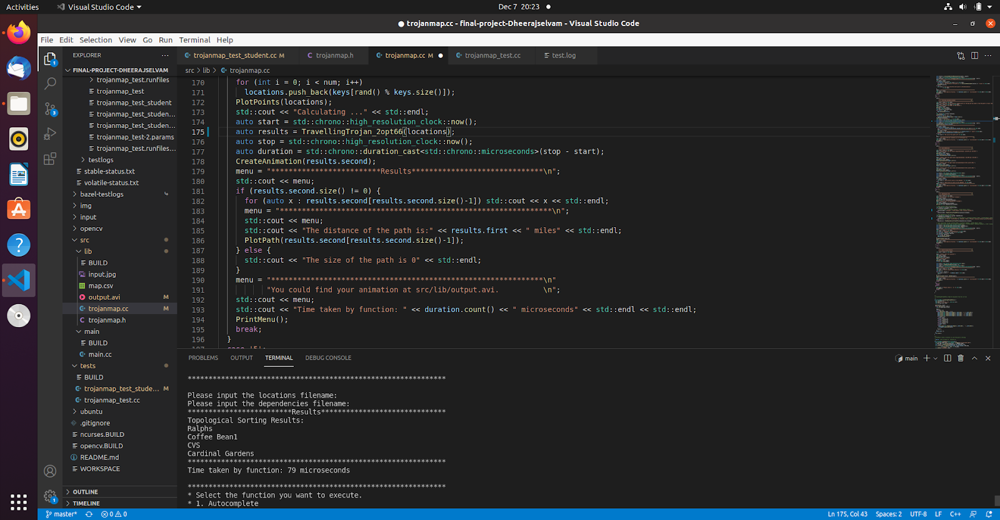 Activities
Visual Studio Code
Dec 7 20:23
● trojanmap.cc - final-project-Dheerajselvam - Visual Studio Code
File Edit Selection View Go Run Terminal Help
EXPLORER
FINAL-PROJECT-DHEERAJSELVAM
trojanmap_test.runfiles
trojanmap_test
trojanmap_test_student
trojanmap_test_studen...
trojanmap_test_studen...
trojanmap_test-2.params
trojanmap_test.runfiles...
testlogs
stable-status.txt
volatile-status.txt
bazel-testlogs
img
input
opencv
src
lib
BUILD
input.jpg
map.csv
output.avi M
trojanmap.cc M
trojanmap.h
main
BUILD
main.cc
tests
BUILD
trojanmap_test_stude... M
trojanmap_test.cc
ubuntu
.gitignore
ncurses.BUILD
opencv.BUILD
README.md
WORKSPACE
OUTLINE
TIMELINE
trojanmap_test_student.cc M
trojanmap.h
trojanmap.cc M ●
trojanmap_test.cc
test.log
src > lib > trojanmap.cc
170 for (int i = 0; i < num; i++)
171 locations.push_back(keys[rand() % keys.size()]);
172 PlotPoints(locations);
173 std::cout << "Calculating ..." << std::endl;
174 auto start = std::chrono::high_resolution_clock::now();
175 auto results = TravellingTrojan_2opt66(locations);
176 auto stop = std::chrono::high_resolution_clock::now();
177 auto duration = std::chrono::duration_cast<std::chrono::microseconds>(stop - start);
178 CreateAnimation(results.second);
179 menu = "*************************Results******************************\n";
180 std::cout << menu;
181 if (results.second.size() != 0) {
182 for (auto x : results.second[results.second.size()-1]) std::cout << x << std::endl;
183 menu = "**************************************************************\n";
184 std::cout << menu;
185 std::cout << "The distance of the path is:" << results.first << " miles" << std::endl;
186 PlotPath(results.second[results.second.size()-1]);
187 } else {
188 std::cout << "The size of the path is 0" << std::endl;
189 }
190 menu = "**************************************************************\n"
191 "You could find your animation at src/lib/output.avi. \n";
192 std::cout << menu;
193 std::cout << "Time taken by function: " << duration.count() << " microseconds" << std::endl << std::endl;
194 PrintMenu();
195 break;
196 }
PROBLEMS OUTPUT TERMINAL DEBUG CONSOLE
main
**************************************************************
Please input the locations filename:
Please input the dependencies filename:
*************************Results******************************
Topological Sorting Results:
Ralphs
Coffee Bean1
CVS
Cardinal Gardens
**************************************************************
Time taken by function: 79 microseconds
**************************************************************
* Select the function you want to execute.
* 1. Autocomplete
master* 0 0
Ln 175, Col 43 Spaces: 2 UTF-8 LF C++